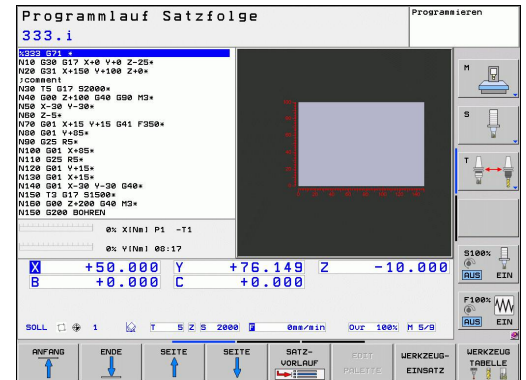 Programmlauf Satzfolge
Programmieren
333.i
%333 G71 *
N10 G30 G17 X+0 Y+0 Z-25*
N20 G31 X+150 Y+100 Z+0*
;comment
N30 T5 G17 S2000*
N40 G00 Z+100 G40 G90 M3*
N50 X-30 Y-30*
N60 Z-5*
N70 G01 X+15 Y+15 G41 F350*
N80 G01 Y+85*
N90 G25 R5*
N100 G01 X+85*
N110 G25 R5*
N120 G01 Y+15*
N130 G01 X+15*
N140 G01 X-30 Y-30 G40*
N150 T3 G17 S1500*
N160 G00 Z+200 G40 M3*
N150 G200 BOHREN
0% X[Nm] P1 -T1
0% Y[Nm] 08:17
X +50.000 Y +76.149 Z -10.000
B +0.000 C +0.000
SOLL 1 T 5 Z S 2000 F 0mm/min Ovr 100% M 5/9
M
S
T
S100%
AUS EIN
F100%
AUS EIN
ANFANG
ENDE
SEITE
SEITE
SATZ-
VORLAUF
EDIT
PALETTE
WERKZEUG-
EINSATZ
WERKZEUG
TABELLE